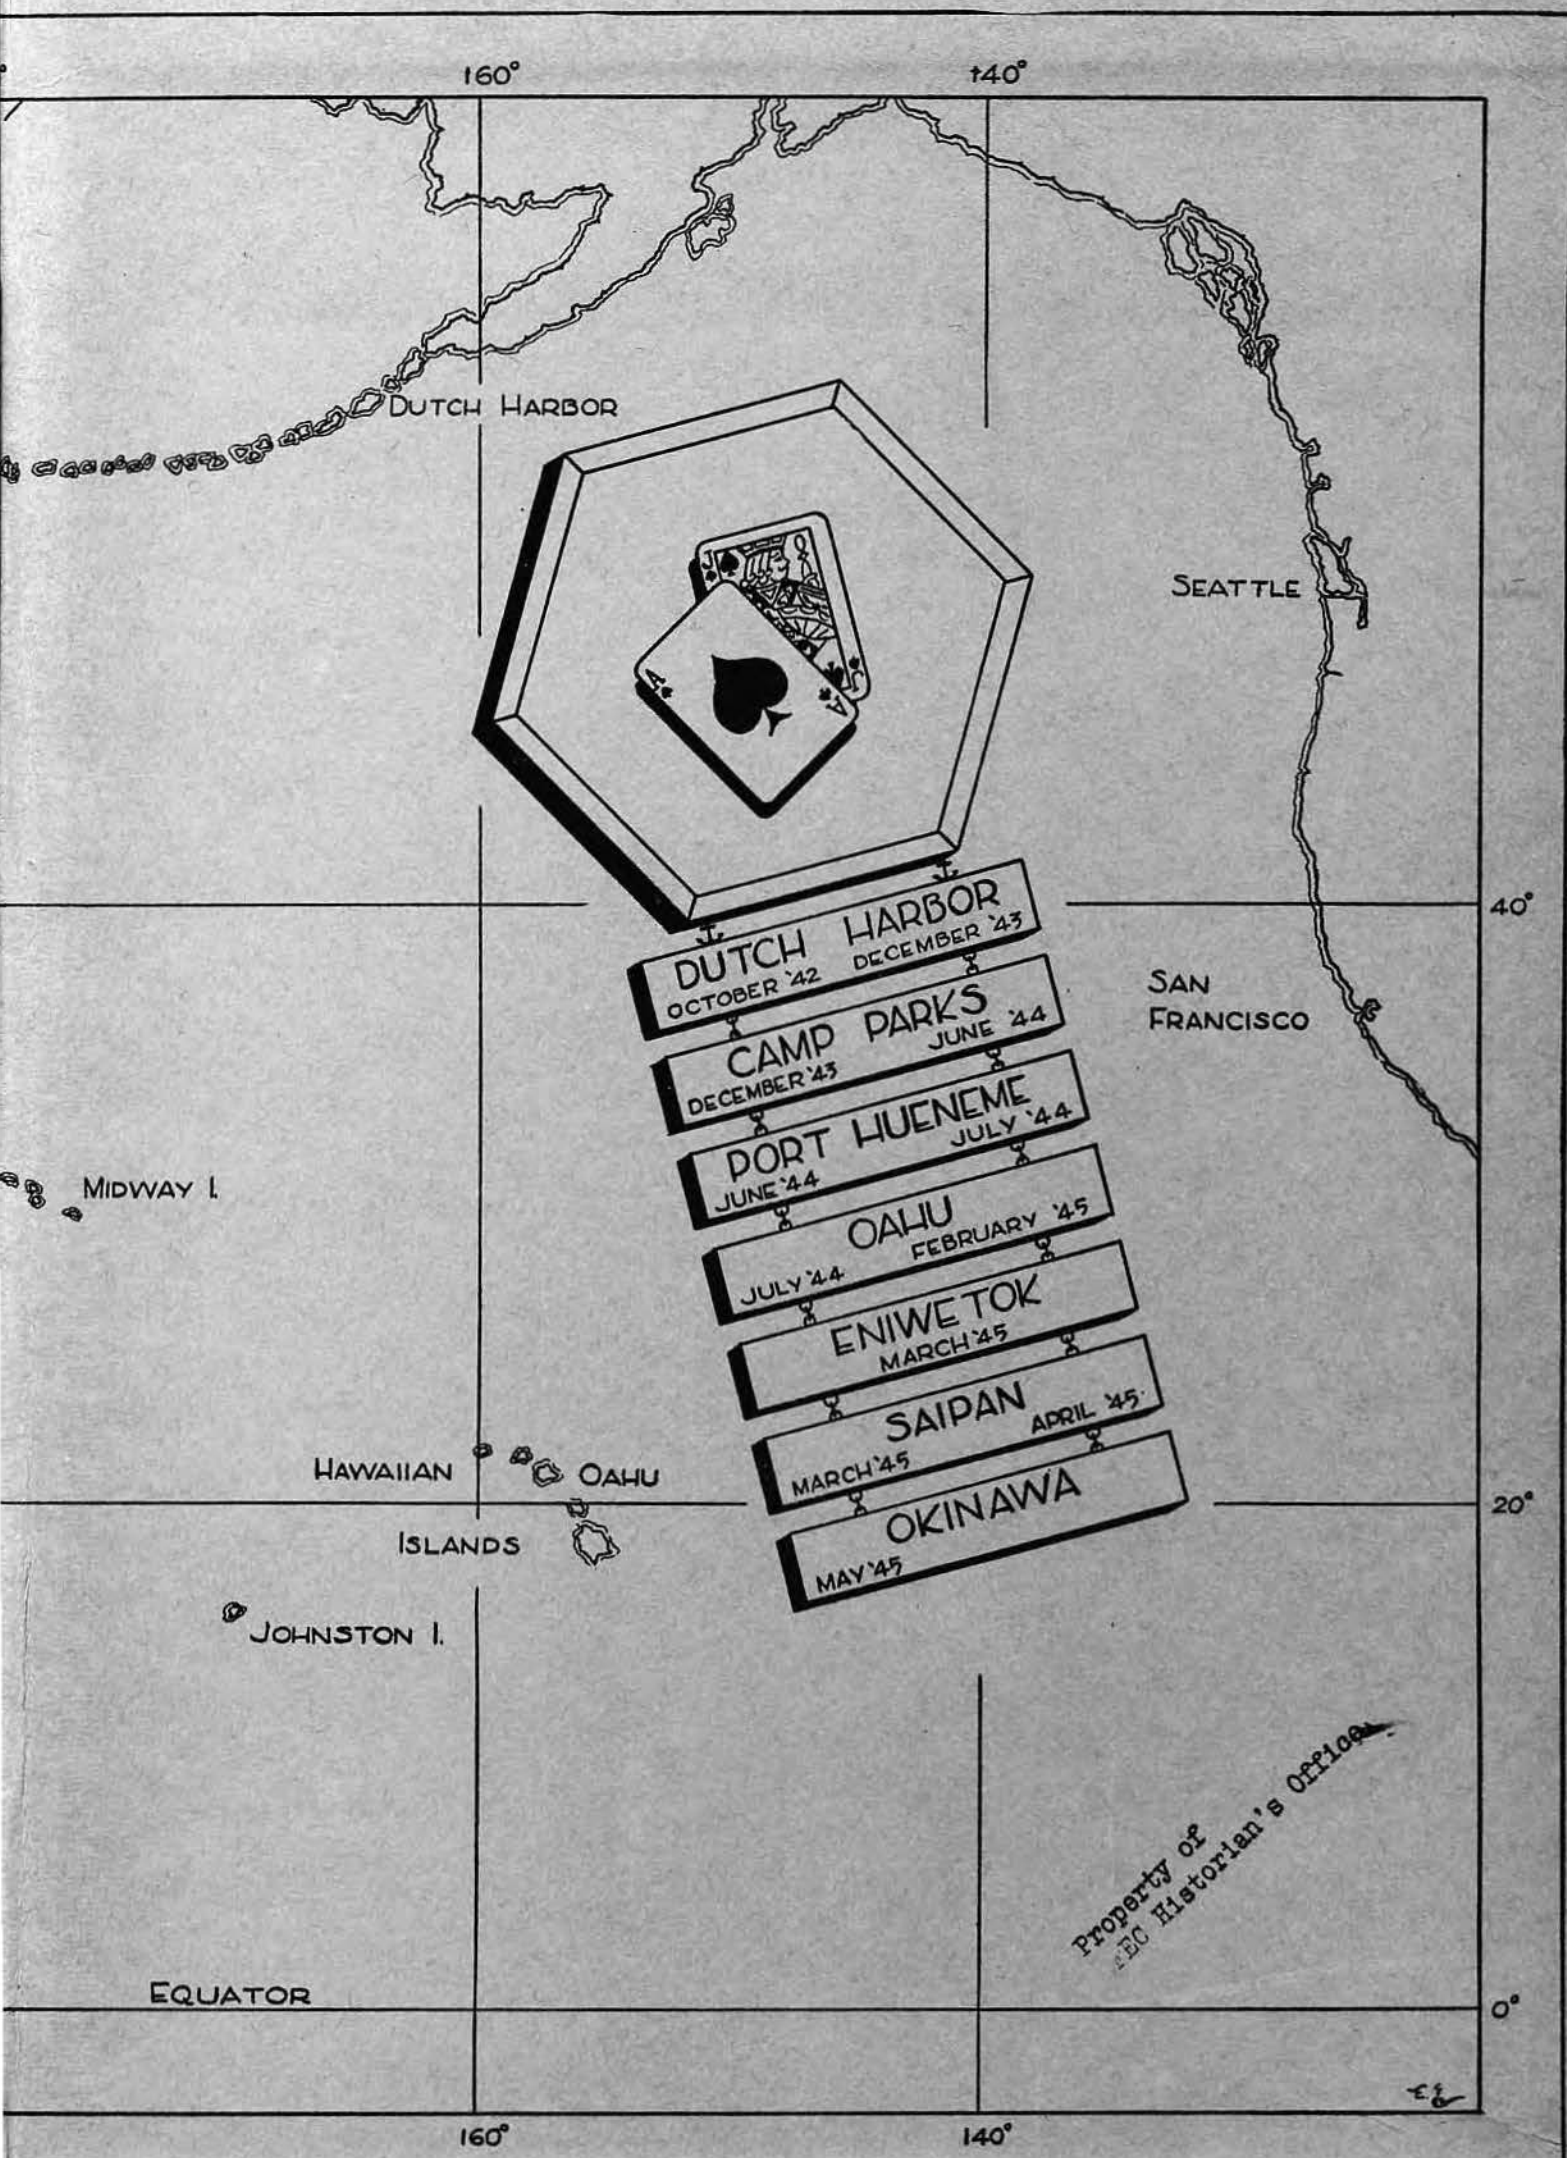 160° 140°
DUTCH HARBOR
J
Q
A
A
J
SEATTLE
DUTCH HARBOR
OCTOBER '42 DECEMBER '43
40°
CAMP PARKS
DECEMBER '43 JUNE '44
SAN
FRANCISCO
PORT HUENEME
JUNE '44 JULY '44
MIDWAY I.
OAHU
JULY '44 FEBRUARY '45
ENIWETOK
MARCH '45
SAIPAN
MARCH '45 APRIL '45
HAWAIIAN OAHU
OKINAWA
MAY '45
20°
ISLANDS
JOHNSTON I.
Property of
EC Historian's Office
EQUATOR
0°
160° 140°